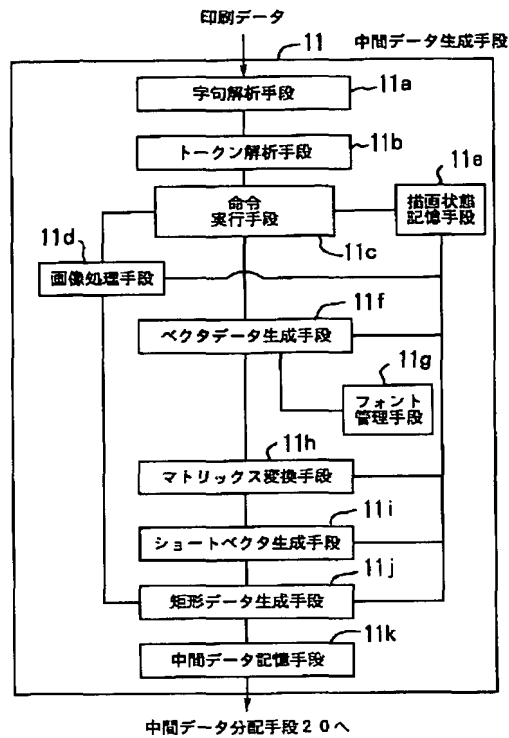 印刷データ
11
中間データ生成手段
字句解析手段
11a
トークン解析手段
11b
11e
命令
実行手段
描画状態
記憶手段
11c
11d
画像処理手段
11f
ベクタデータ生成手段
11g
フォント
管理手段
11h
マトリックス変換手段
11i
ショートベクタ生成手段
11j
矩形データ生成手段
11k
中間データ記憶手段
中間データ分配手段20へ